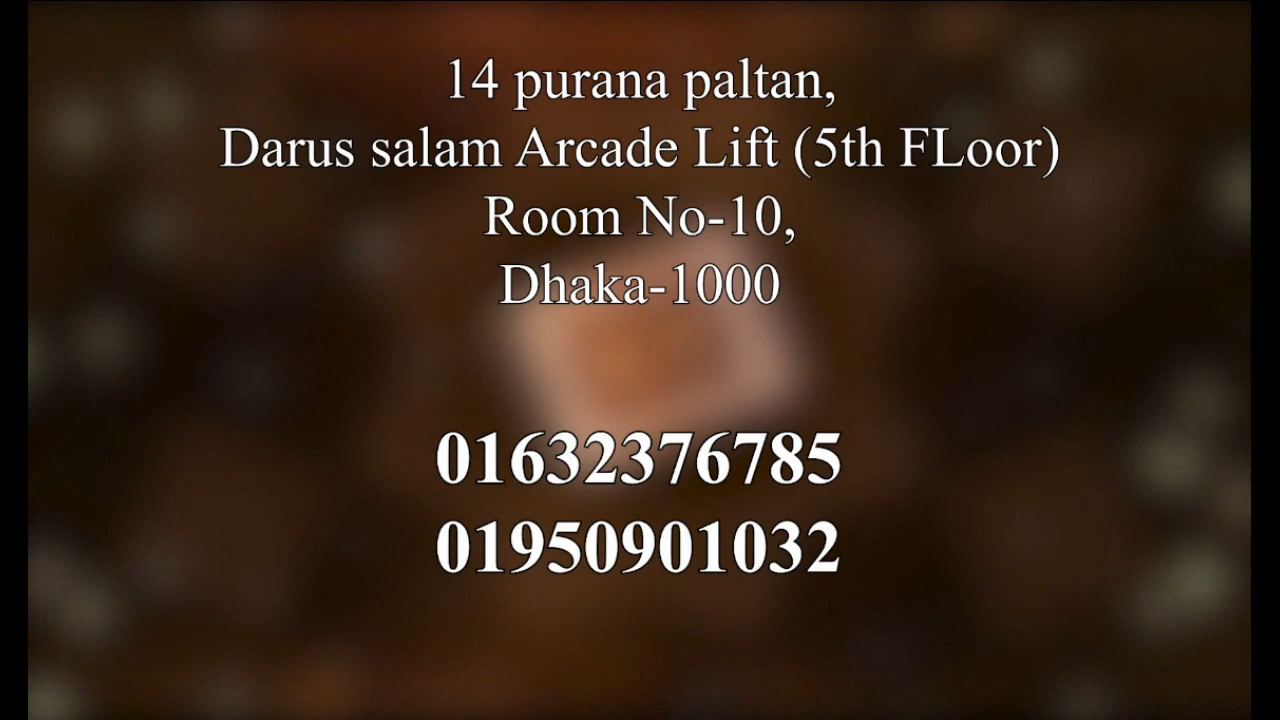 14 purana paltan,
Darus salam Arcade Lift (5th FLoor)
Room No-10,
Dhaka-1000
01632376785
01950901032